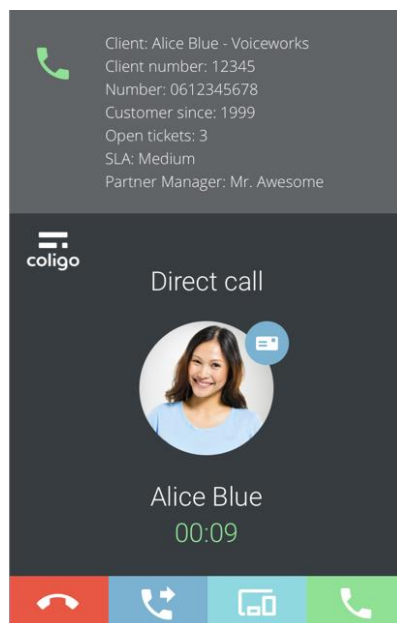 Client: Alice Blue - Voiceworks
Client number: 12345
Number: 0612345678
Customer since: 1999
Open tickets: 3
SLA: Medium
Partner Manager: Mr. Awesome
coligo
Direct call
Alice Blue
00:09